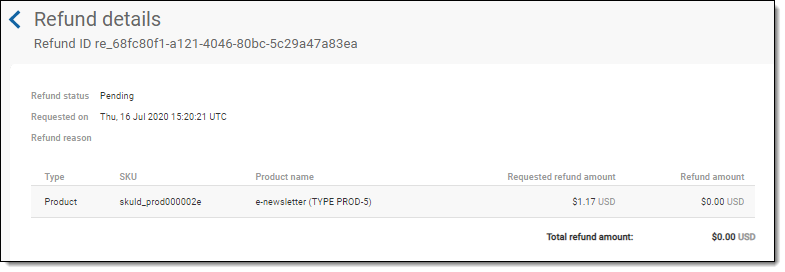 Refund details
Refund ID re_68fc80f1-a121-4046-80bc-5c29a47a83ea
Refund status Pending
Requested on Thu, 16 Jul 2020 15:20:21 UTC
Refund reason
Type SKU Product name Requested refund amount Refund amount
Product skuld_prod000002e e-newsletter (TYPE PROD-5) $1.17 USD $0.00 USD
Total refund amount: $0.00 USD